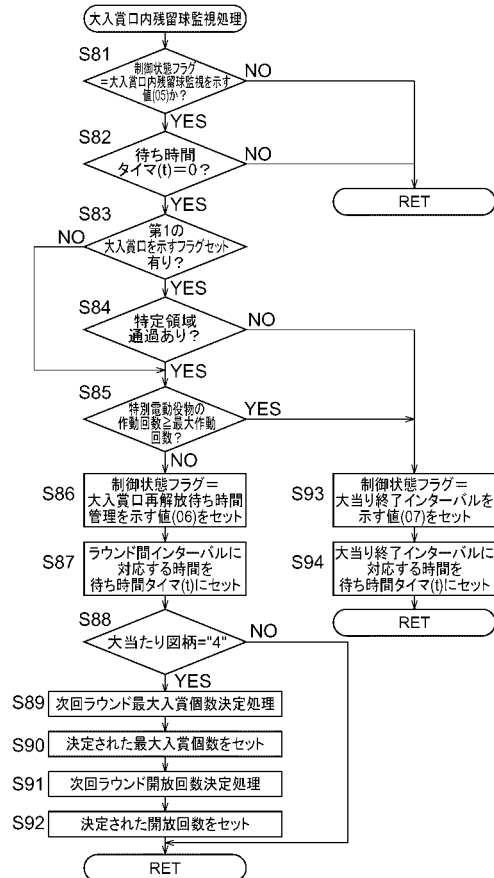 大入賞口内残留球監視処理
S81
制御状態フラグ
=大入賞口内残留球監視を示す
値(05)か?
NO
YES
S82
待ち時間
タイマ(t)=0?
NO
YES
RET
S83
第1の
大入賞口を示すフラグセット
有り?
NO
YES
S84
特定領域
通過あり?
NO
YES
S85
特別電動役物の
作動回数≧最大作動
回数?
YES
NO
S86
制御状態フラグ=
大入賞口再解放待ち時間
管理を示す値(06)をセット
S93
制御状態フラグ=
大当り終了インターバルを
示す値(07)をセット
S87
ラウンド間インターバルに
対応する時間を
待ち時間タイマ(t)にセット
S94
大当り終了インターバルに
対応する時間を
待ち時間タイマ(t)にセット
RET
S88
大当たり図柄="4"
NO
YES
S89
次回ラウンド最大入賞個数決定処理
S90
決定された最大入賞個数をセット
S91
次回ラウンド開放回数決定処理
S92
決定された開放回数をセット
RET